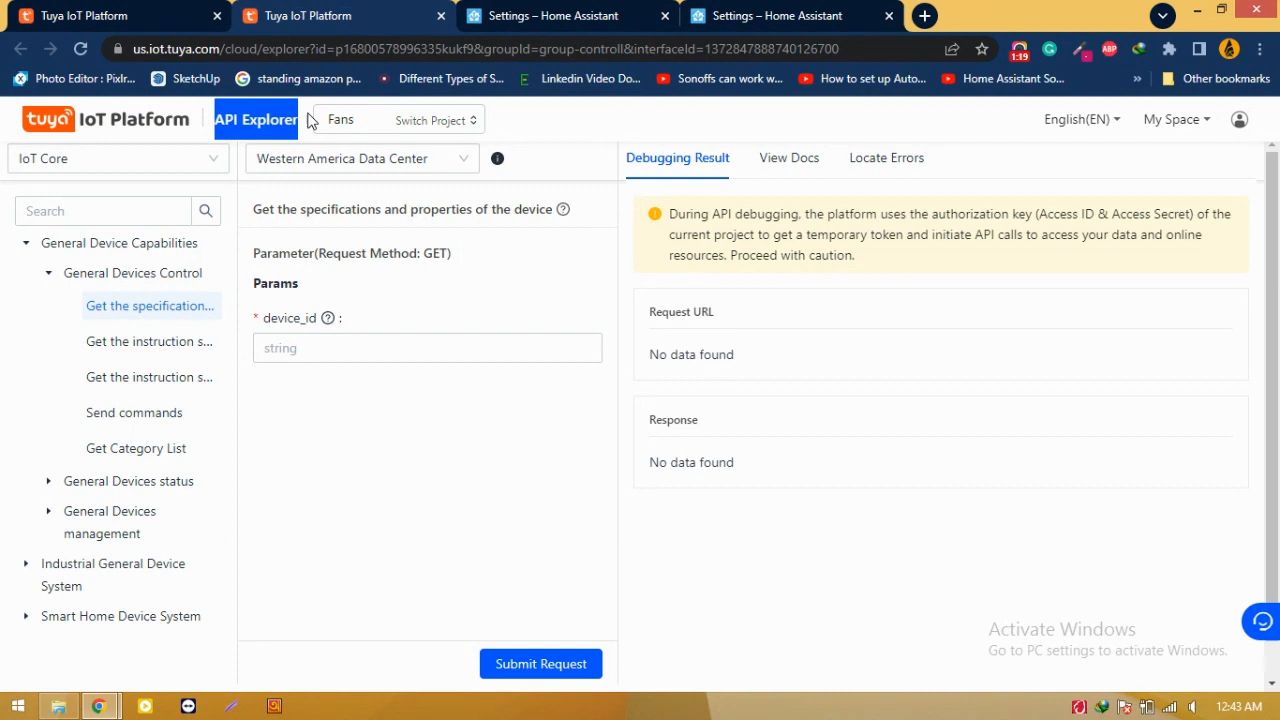 Tuya IoT Platform
Tuya IoT Platform
Settings – Home Assistant
Settings – Home Assistant
us.iot.tuya.com/cloud/explorer?id=p16800578996335kukf9&groupId=group-controll&interfaceId=1372847888740126700
1:19
ABP
Photo Editor : Pixlr...
SketchUp
standing amazon p...
Different Types of S...
Linkedin Video Do...
Sonoffs can work w...
How to set up Auto...
Home Assistant So...
»
Other bookmarks
tuya IoT Platform
API Explorer
Fans
Switch Project
English(EN)
My Space
IoT Core
Western America Data Center
Debugging Result
View Docs
Locate Errors
Search
General Device Capabilities
General Devices Control
Get the specification...
Get the instruction s...
Get the instruction s...
Send commands
Get Category List
General Devices status
General Devices
management
Industrial General Device
System
Smart Home Device System
Get the specifications and properties of the device
Parameter(Request Method: GET)
Params
* device_id :
string
Submit Request
During API debugging, the platform uses the authorization key (Access ID & Access Secret) of the
current project to get a temporary token and initiate API calls to access your data and online
resources. Proceed with caution.
Request URL
No data found
Response
No data found
Activate Windows
Go to PC settings to activate Windows.
12:43 AM